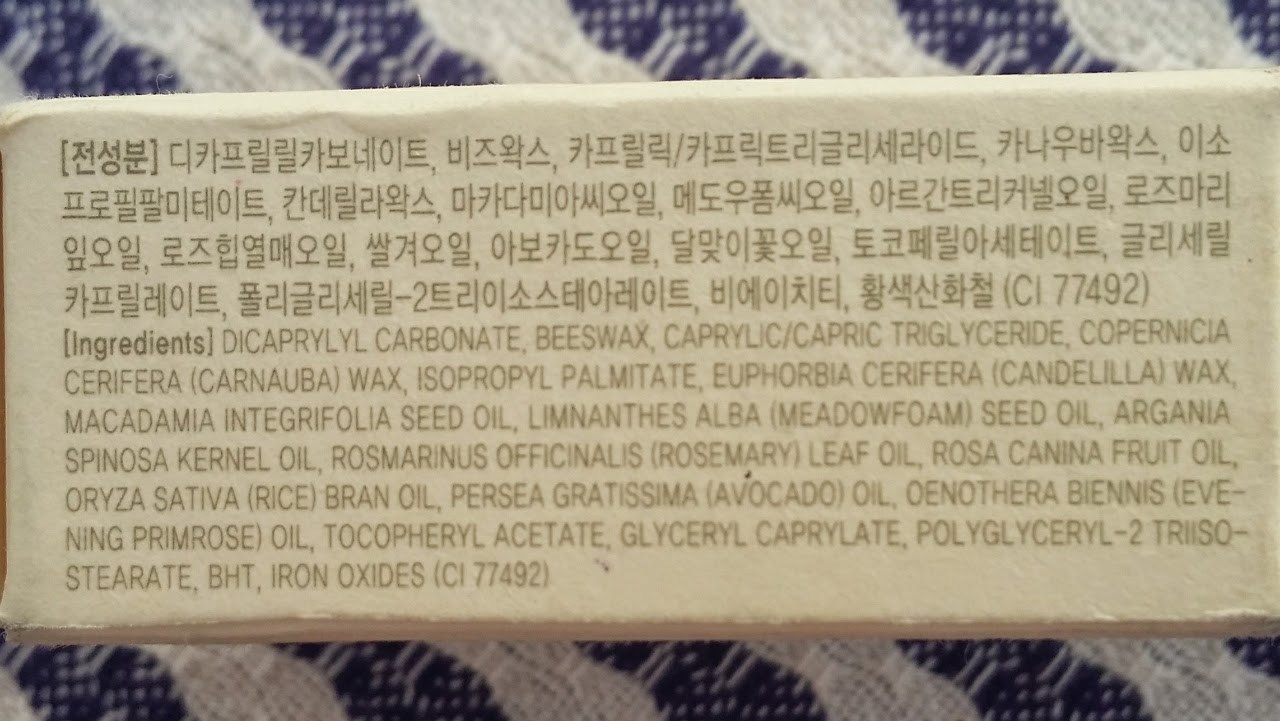 [전성분] 디카프릴릴카보네이트, 비즈왁스, 카프릴릭/카프릭트리글리세라이드, 카나우바왁스, 이소
프로필팔미테이트, 칸데릴라왁스, 마카다미아씨오일, 메도우폼씨오일, 아르간트리커넬오일, 로즈마리
잎오일, 로즈힙열매오일, 쌀겨오일, 아보카도오일, 달맞이꽃오일, 토코페릴아세테이트, 글리세릴
카프릴레이트, 폴리글리세릴-2트리이소스테아레이트, 비에이치티, 황색산화철 (CI 77492)
[Ingredients] DICAPRYLYL CARBONATE, BEESWAX, CAPRYLIC/CAPRIC TRIGLYCERIDE, COPERNICIA
CERIFERA (CARNAUBA) WAX, ISOPROPYL PALMITATE, EUPHORBIA CERIFERA (CANDELILLA) WAX,
MACADAMIA INTEGRIFOLIA SEED OIL, LIMNANTHES ALBA (MEADOWFOAM) SEED OIL, ARGANIA
SPINOSA KERNEL OIL, ROSMARINUS OFFICINALIS (ROSEMARY) LEAF OIL, ROSA CANINA FRUIT OIL,
ORYZA SATIVA (RICE) BRAN OIL, PERSEA GRATISSIMA (AVOCADO) OIL, OENOTHERA BIENNIS (EVE-
NING PRIMROSE) OIL, TOCOPHERYL ACETATE, GLYCERYL CAPRYLATE, POLYGLYCERYL-2 TRIISO-
STEARATE, BHT, IRON OXIDES (CI 77492)